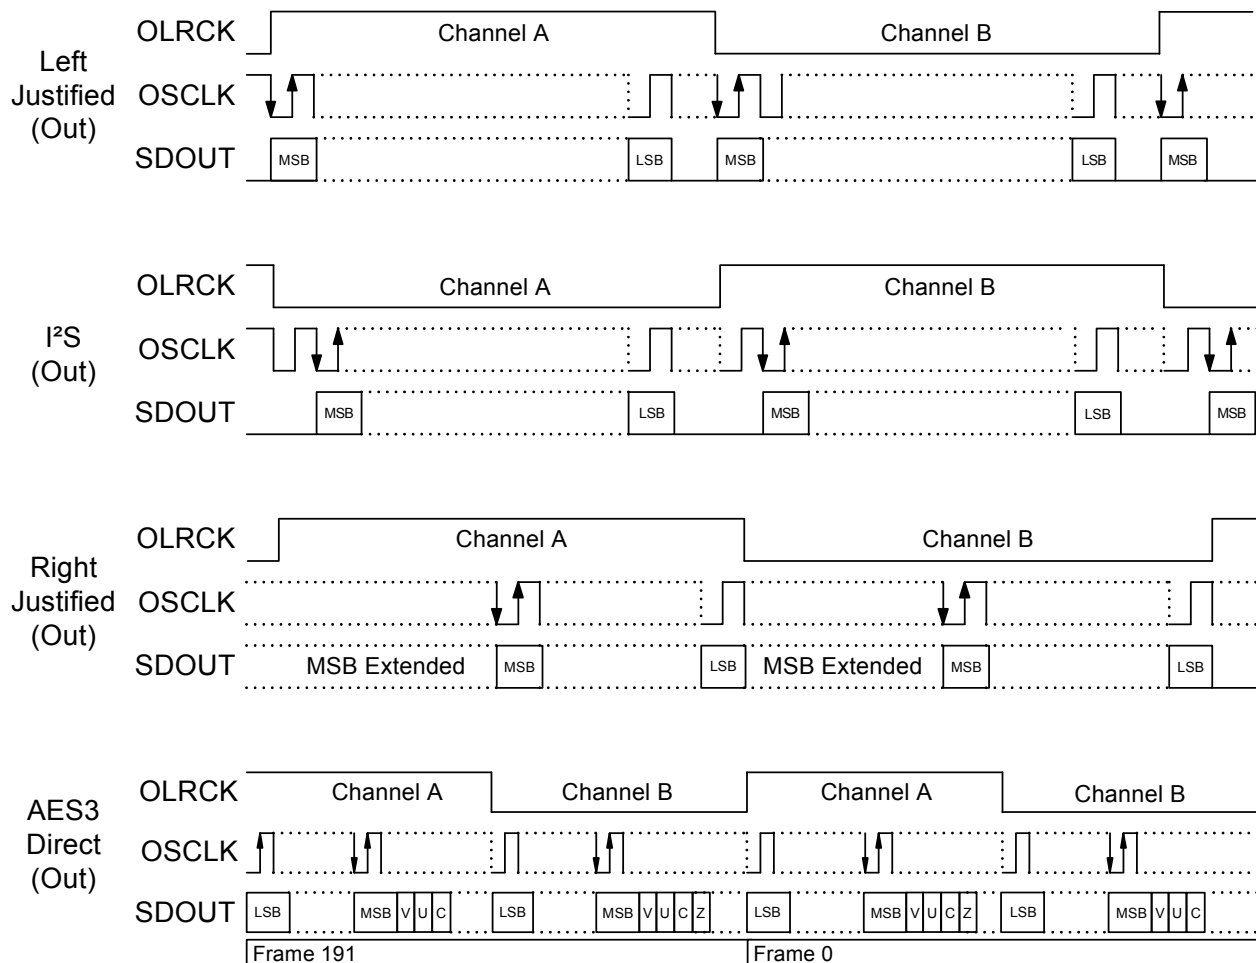 Left
Justified
(Out)
OLRCK Channel A Channel B
OSCLK
SDOUT MSB LSB MSB LSB MSB
I²S
(Out)
OLRCK Channel A Channel B
OSCLK
SDOUT MSB LSB MSB LSB MSB
Right
Justified
(Out)
OLRCK Channel A Channel B
OSCLK
SDOUT MSB Extended MSB LSB MSB Extended MSB LSB
AES3
Direct
(Out)
OLRCK Channel A Channel B Channel A Channel B
OSCLK
SDOUT LSB MSB V U C LSB MSB V U C Z LSB MSB V U C Z LSB MSB V U C
Frame 191 Frame 0